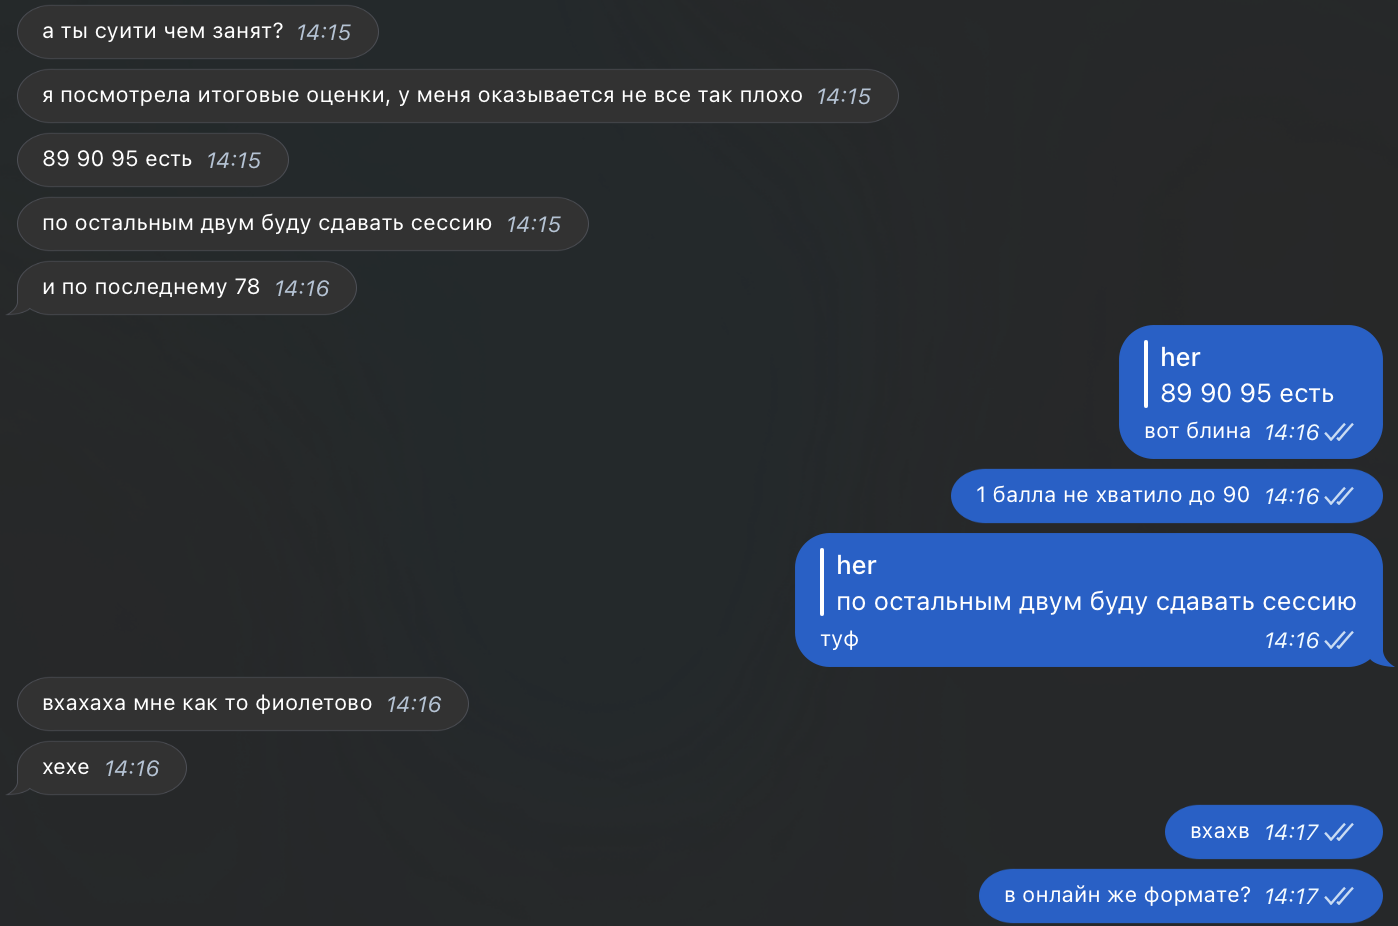 а ты суити чем занят? 14:15
я посмотрела итоговые оценки, у меня оказывается не все так плохо 14:15
89 90 95 есть 14:15
по остальным двум буду сдавать сессию 14:15
и по последнему 78 14:16
her
89 90 95 есть
вот блина 14:16
1 балла не хватило до 90 14:16
her
по остальным двум буду сдавать сессию
туф 14:16
вхахаха мне как то фиолетово 14:16
хехе 14:16
вхахв 14:17
в онлайн же формате? 14:17